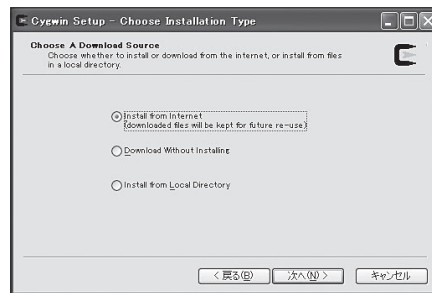 Cygwin Setup - Choose Installation Type
Choose A Download Source
Choose whether to install or download from the internet, or install from files
in a local directory.
Install from Internet
(downloaded files will be kept for future re-use)
Download Without Installing
Install from Local Directory
< 戻る(B)
次へ(N) >
キャンセル